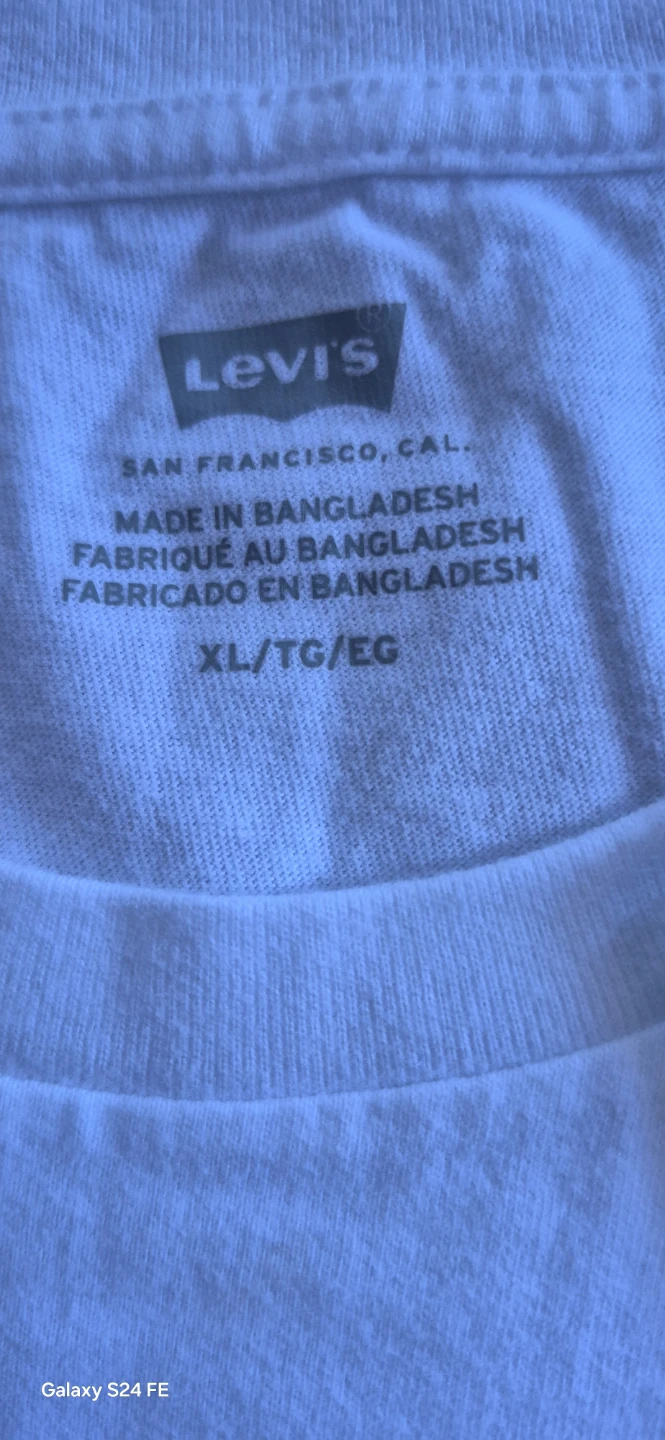 Levi's ®
SAN FRANCISCO, CAL.
MADE IN BANGLADESH
FABRIQUÉ AU BANGLADESH
FABRICADO EN BANGLADESH
XL/TG/EG
Galaxy S24 FE